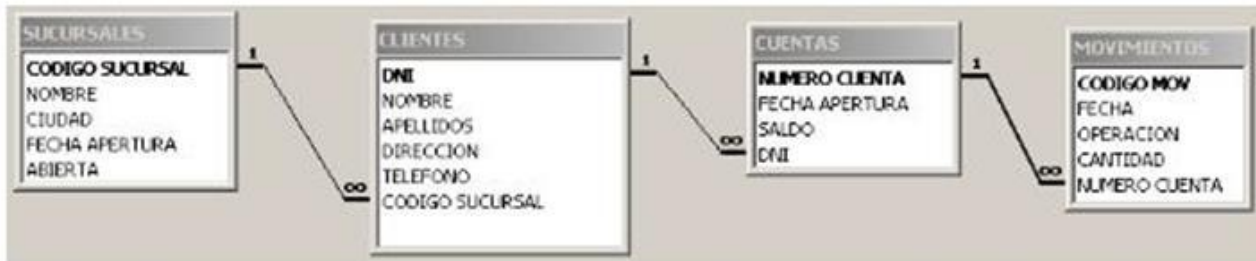 SUCURSALES
CODIGO SUCURSAL
NOMBRE
CIUDAD
FECHA APERTURA
ABIERTA
1
∞
CLIENTES
DNI
NOMBRE
APELLIDOS
DIRECCION
TELEFONO
CODIGO SUCURSAL
1
∞
CUENTAS
NUMERO CUENTA
FECHA APERTURA
SALDO
DNI
1
∞
MOVIMIENTOS
CODIGO MOV
FECHA
OPERACION
CANTIDAD
NUMERO CUENTA